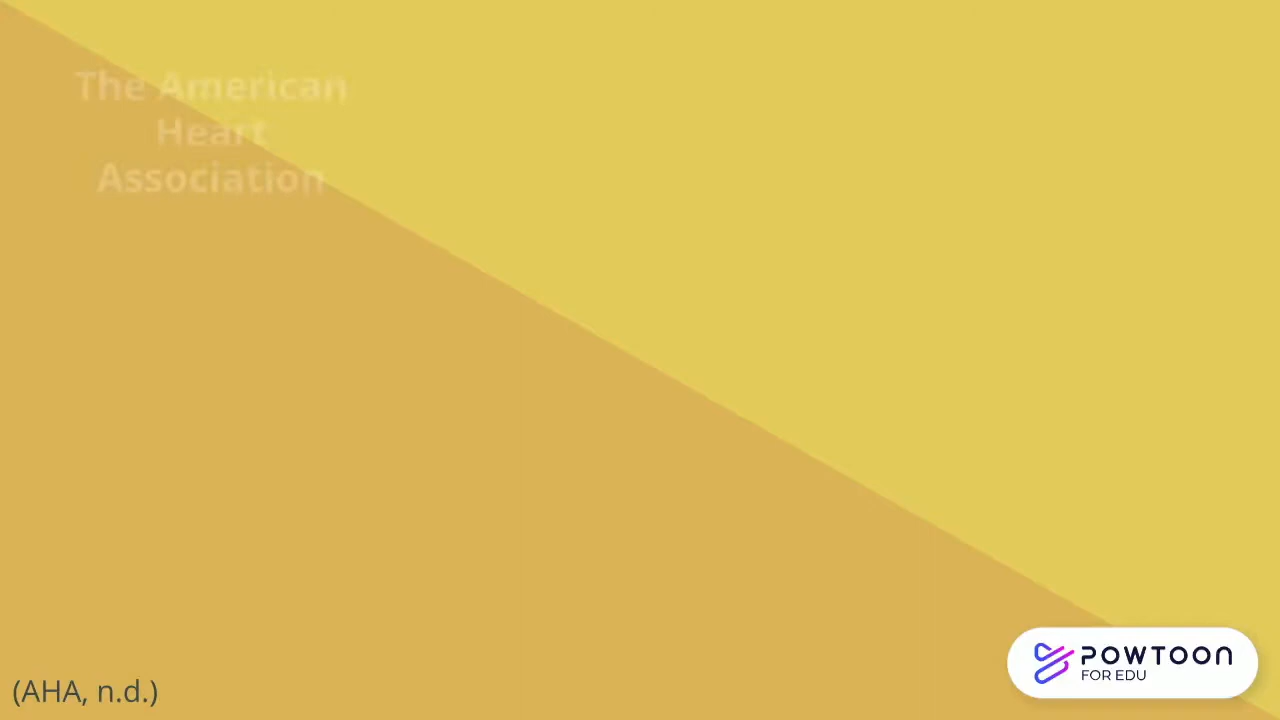 The American
Heart
Association
(AHA, n.d.)
POWTOON
FOR EDU